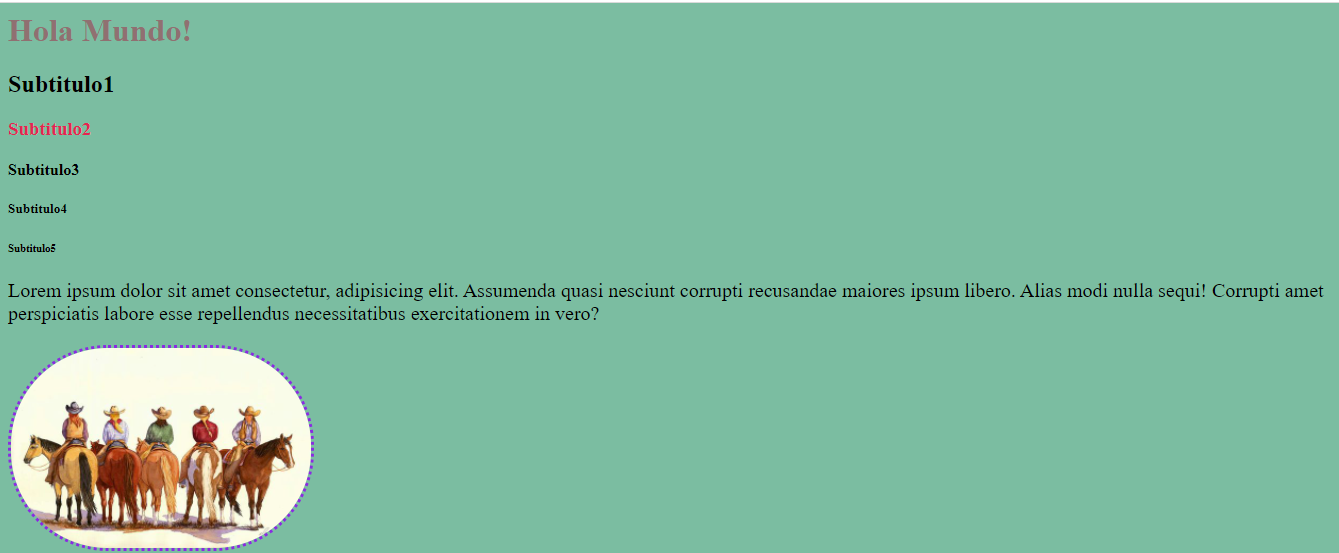 Hola Mundo!
Subtitulo1
Subtitulo2
Subtitulo3
Subtitulo4
Subtitulo5
Lorem ipsum dolor sit amet consectetur, adipisicing elit. Assumenda quasi nesciunt corrupti recusandae maiores ipsum libero. Alias modi nulla sequi! Corrupti amet
perspiciatis labore esse repellendus necessitatibus exercitationem in vero?